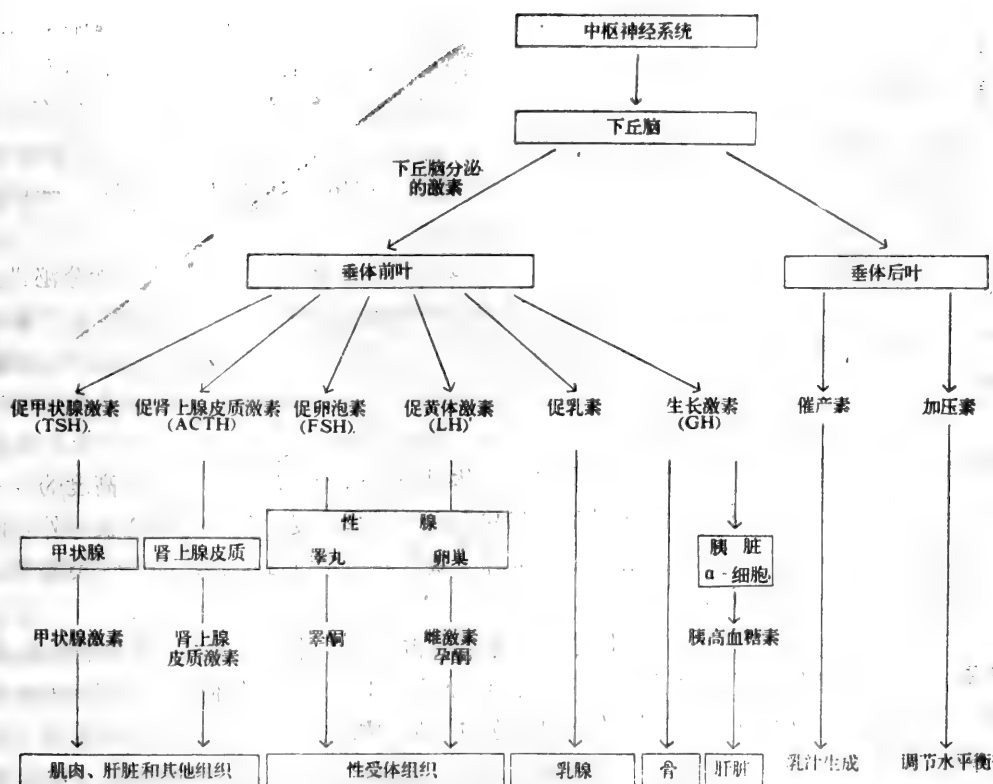 中枢神经系统
下丘脑
下丘脑分泌
的激素
垂体前叶
垂体后叶
促甲状腺激素
(TSH).
促肾上腺皮质激素
(ACTH)
促卵泡素
(FSH).
促黄体激素
(LH)
促乳素
生长激素
(GH)
催产素
加压素
性 腺
睾丸 卵巢
甲状腺
肾上腺皮质
胰 脏
α-细胞
甲状腺激素
肾上腺
皮质激素
睾酮
雌激素
孕酮
胰高血糖素
肌肉、肝脏和其他组织
性受体组织
乳腺
骨
肝脏
乳汁生成
调节水平衡